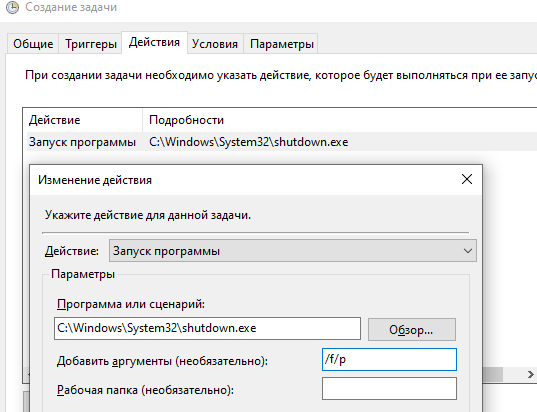 Создание задачи
Общие Триггеры Действия Условия Параметры
При создании задачи необходимо указать действие, которое будет выполняться при ее запус
Действие Подробности
Запуск программы C:\Windows\System32\shutdown.exe
Изменение действия
Укажите действие для данной задачи.
Действие: Запуск программы
Параметры
Программа или сценарий:
C:\Windows\System32\shutdown.exe Обзор...
Добавить аргументы (необязательно): /f/p
Рабочая папка (необязательно):